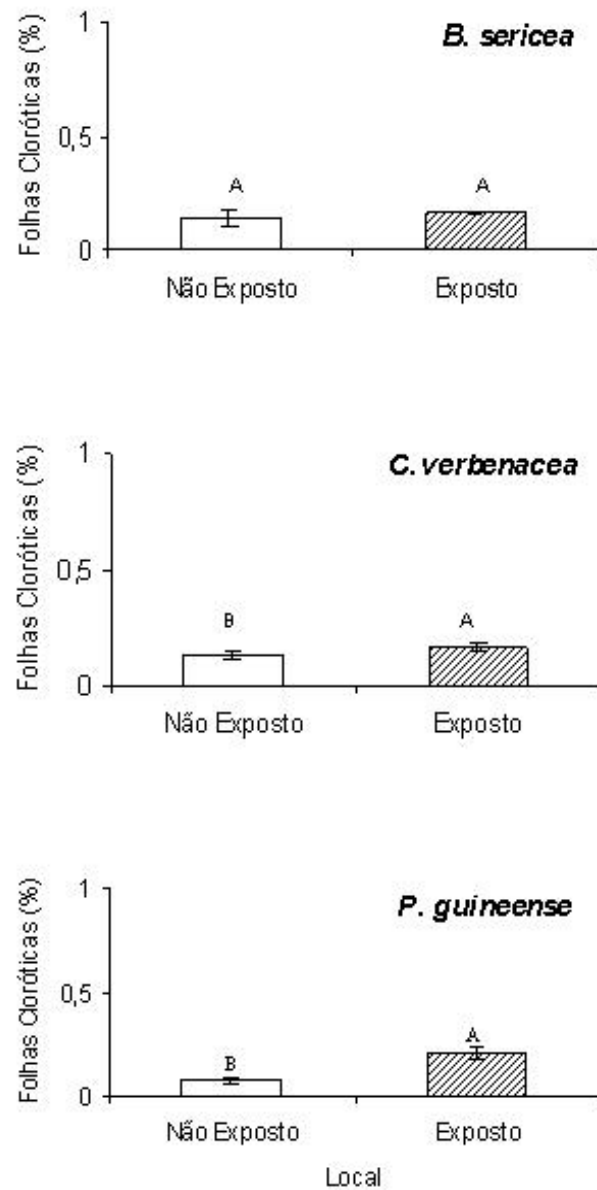 B. sericea
Folhas Cloróticas (%)
1
0,5
0
A
A
Não Exposto
Exposto
C. verbenacea
Folhas Cloróticas (%)
1
0,5
0
B
A
Não Exposto
Exposto
P. guineense
Folhas Cloróticas (%)
1
0,5
0
B
A
Não Exposto
Exposto
Local